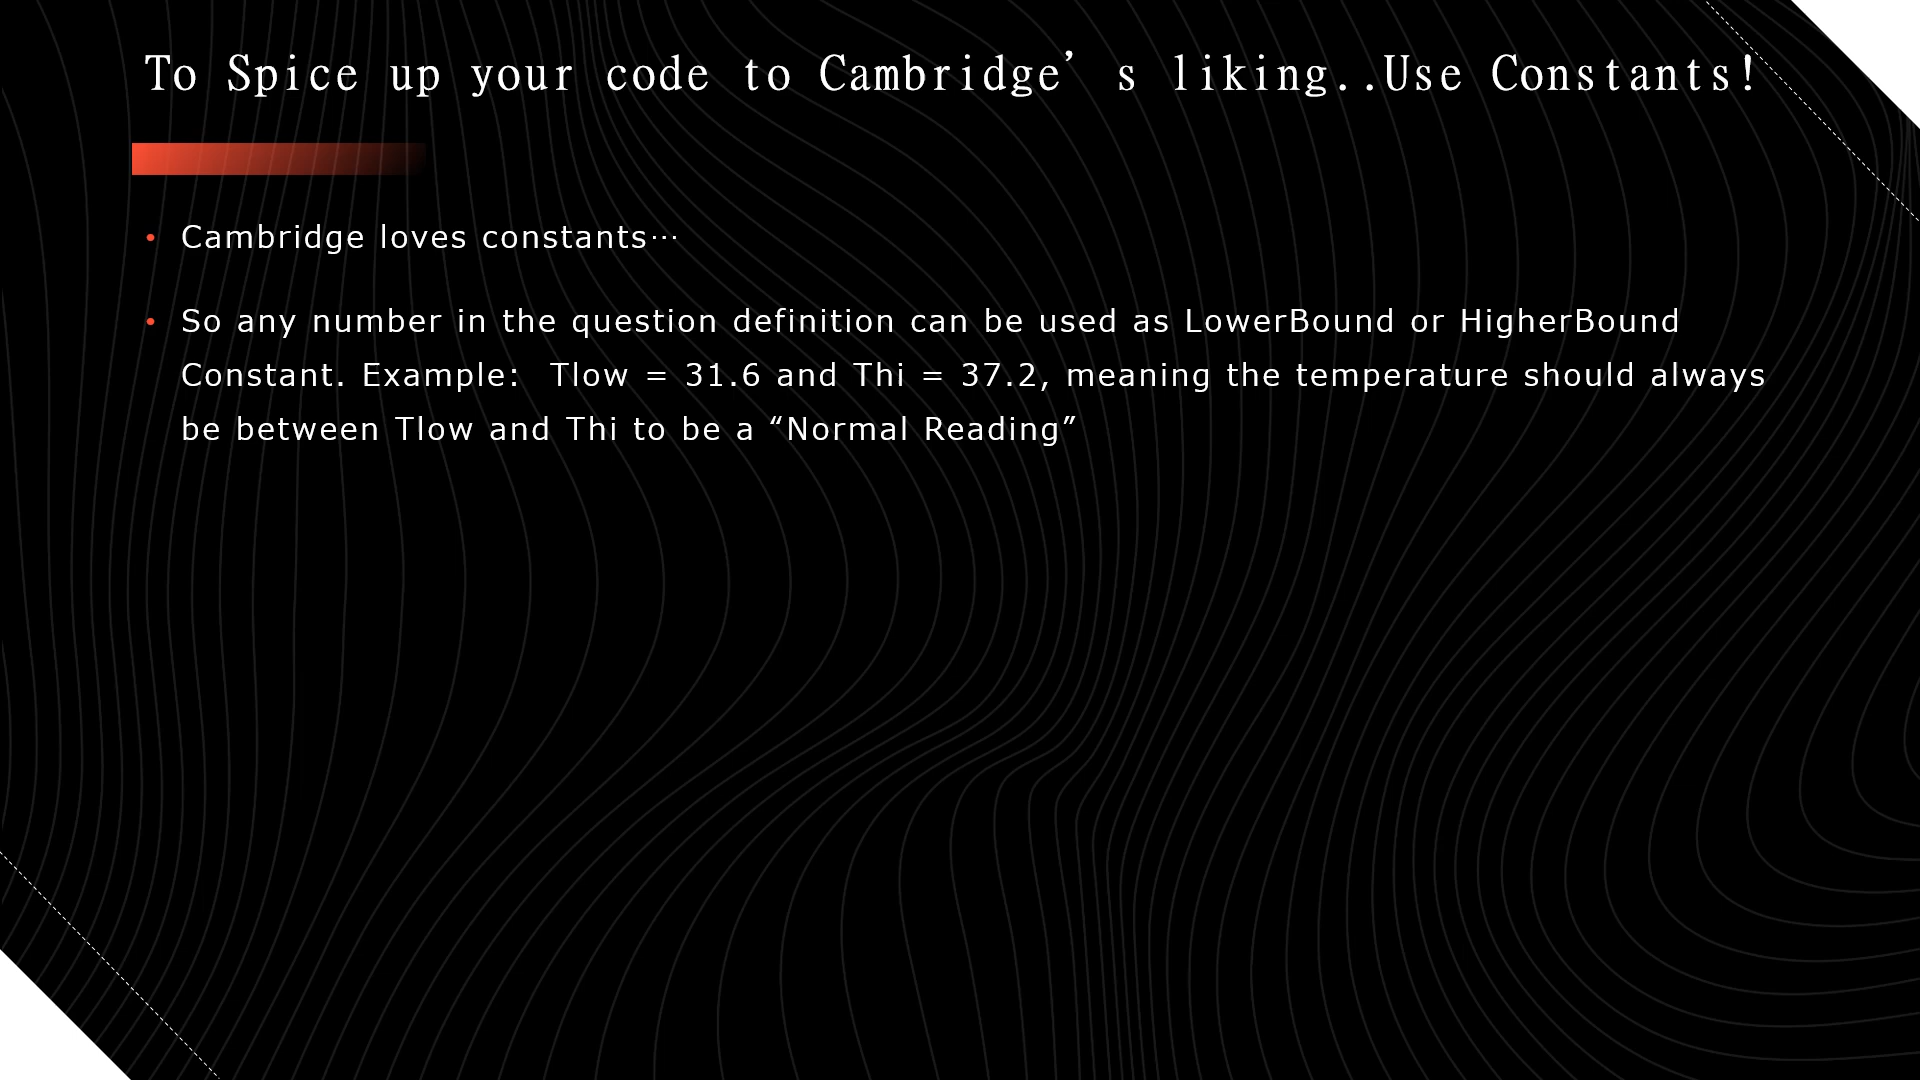 To Spice up your code to Cambridge’s liking..Use Constants!
• Cambridge loves constants…
• So any number in the question definition can be used as LowerBound or HigherBound
Constant. Example:  Tlow = 31.6 and Thi = 37.2, meaning the temperature should always
be between Tlow and Thi to be a “Normal Reading”